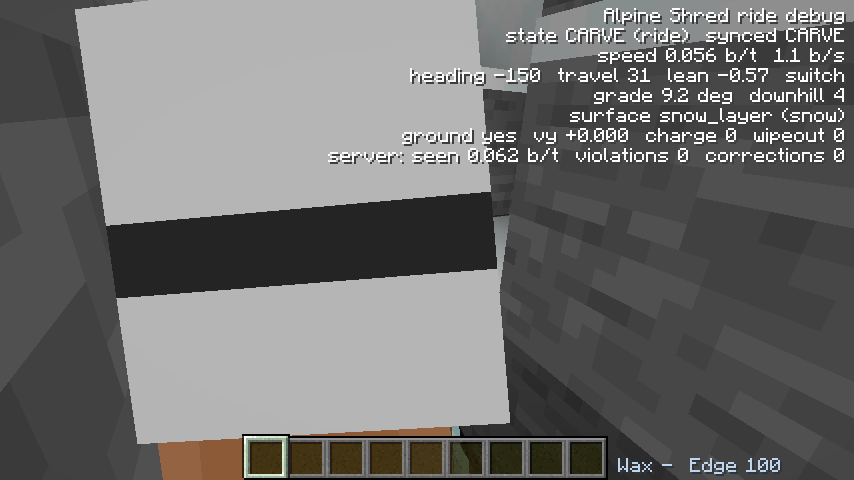 Alpine Shred ride debug
state CARVE (ride) synced CARVE
speed 0.056 b/t 1.1 b/s
heading -150 travel 31 lean -0.57 switch
grade 9.2 deg downhill 4
surface snow_layer (snow)
ground yes vy +0.000 charge 0 wipeout 0
server: seen 0.062 b/t violations 0 corrections 0
Wax - Edge 100